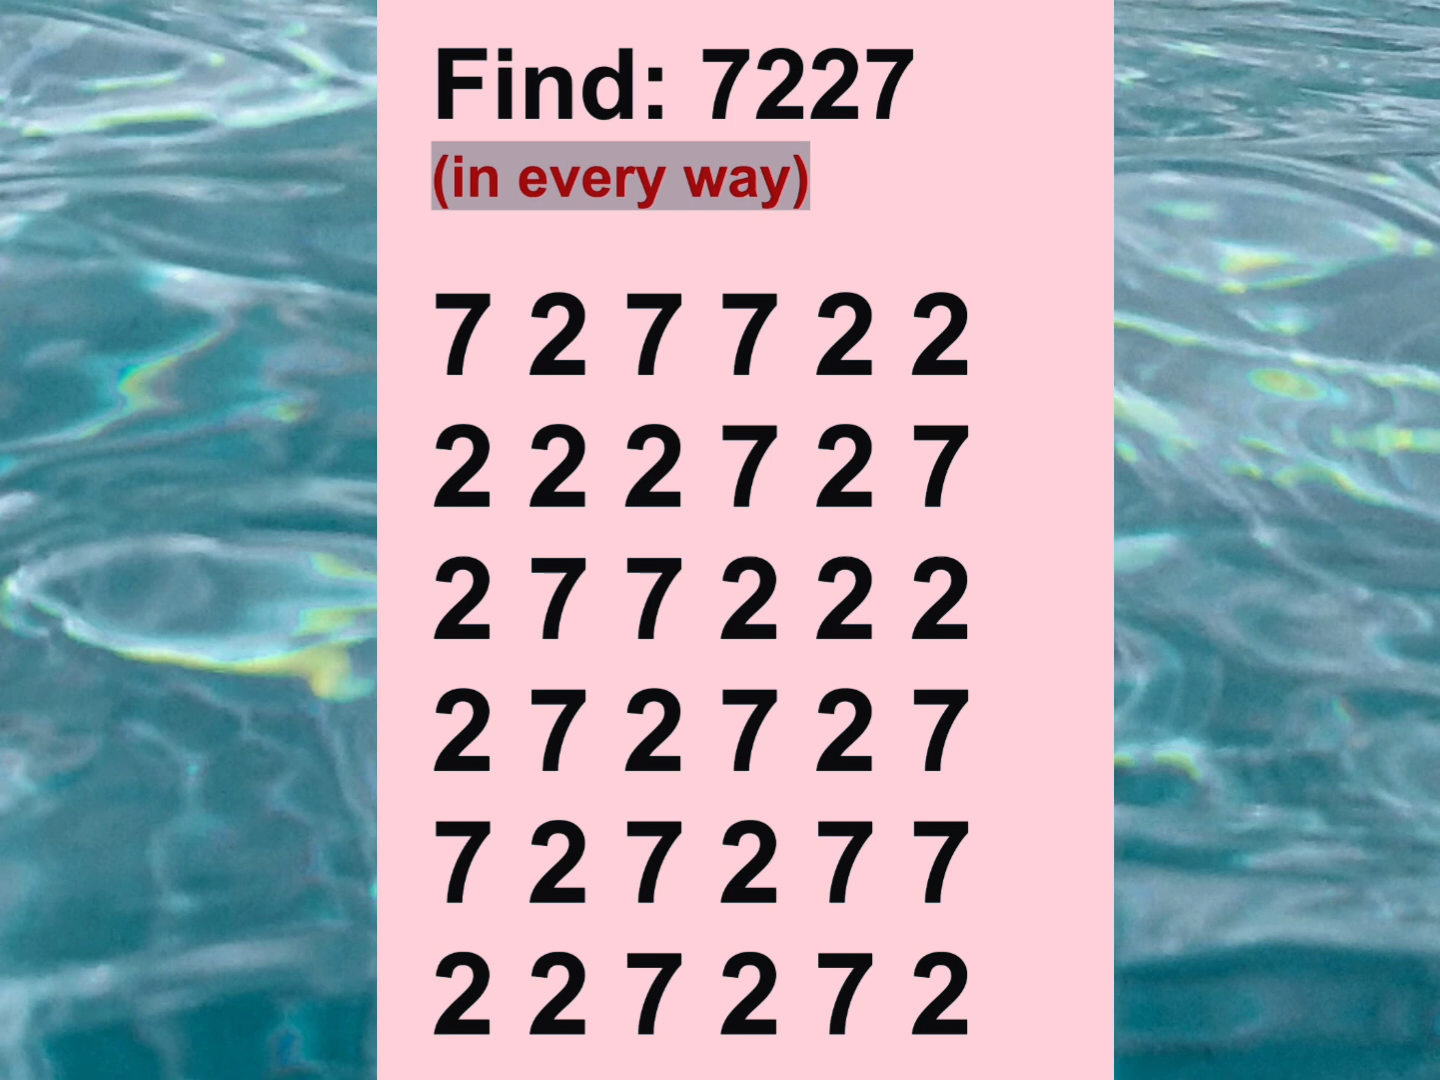 Find: 7227
(in every way)
7 2 7 7 2 2
2 2 2 7 2 7
2 7 7 2 2 2
2 7 2 7 2 7
7 2 7 2 7 7
2 2 7 2 7 2